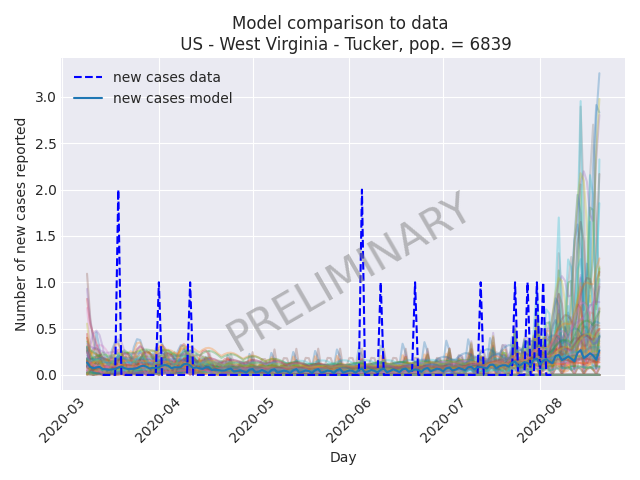 Model comparison to data
US - West Virginia - Tucker, pop. = 6839
new cases data
new cases model
Number of new cases reported
3.0
2.5
2.0
1.5
1.0
0.5
0.0
PRELIMINARY
2020-03
2020-04
2020-05
2020-06
2020-07
2020-08
Day